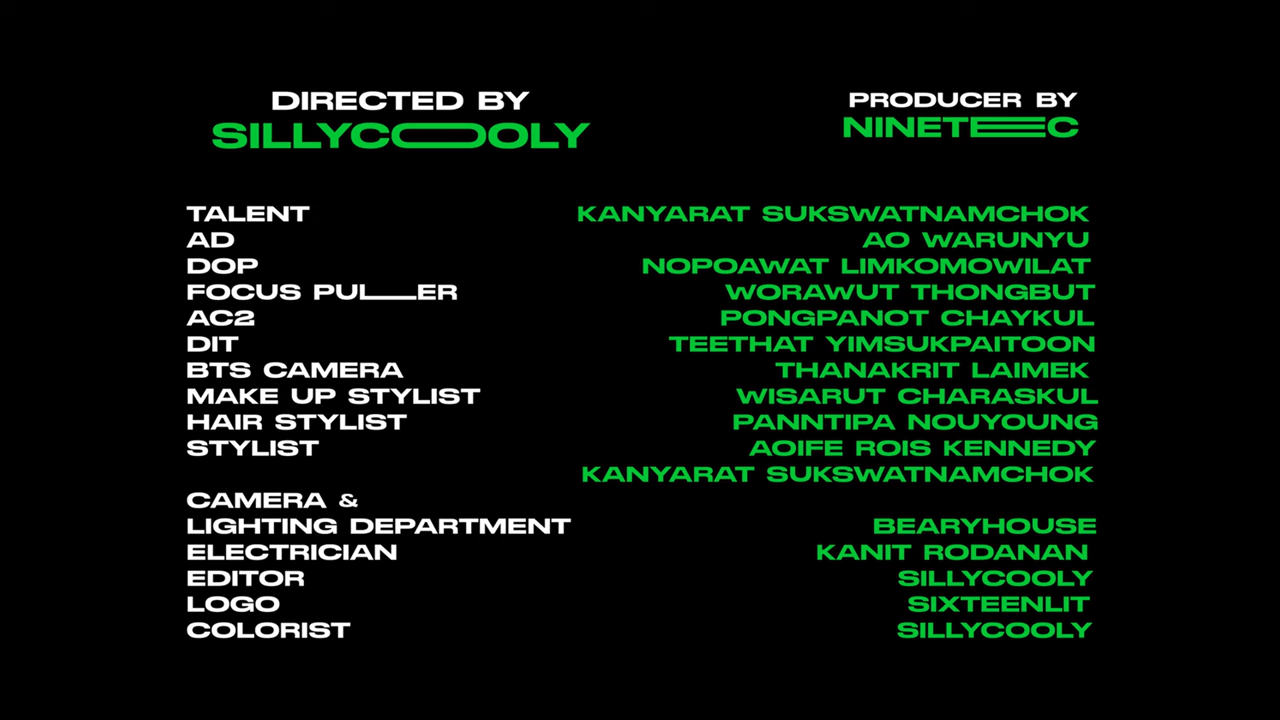 DIRECTED BY
SILLYCOOLY
PRODUCER BY
NINETEEC
TALENT KANYARAT SUKSWATNAMCHOK
AD AO WARUNYU
DOP NOPOAWAT LIMKOMOWILAT
FOCUS PULLER WORAWUT THONGBUT
AC2 PONGPANOT CHAYKUL
DIT TEETHAT YIMSUKPAITOON
BTS CAMERA THANAKRIT LAIMEK
MAKE UP STYLIST WISARUT CHARASKUL
HAIR STYLIST PANNTIPA NOUYOUNG
STYLIST AOIFE ROIS KENNEDY
KANYARAT SUKSWATNAMCHOK
CAMERA &
LIGHTING DEPARTMENT BEARYHOUSE
ELECTRICIAN KANIT RODANAN
EDITOR SILLYCOOLY
LOGO SIXTEENLIT
COLORIST SILLYCOOLY